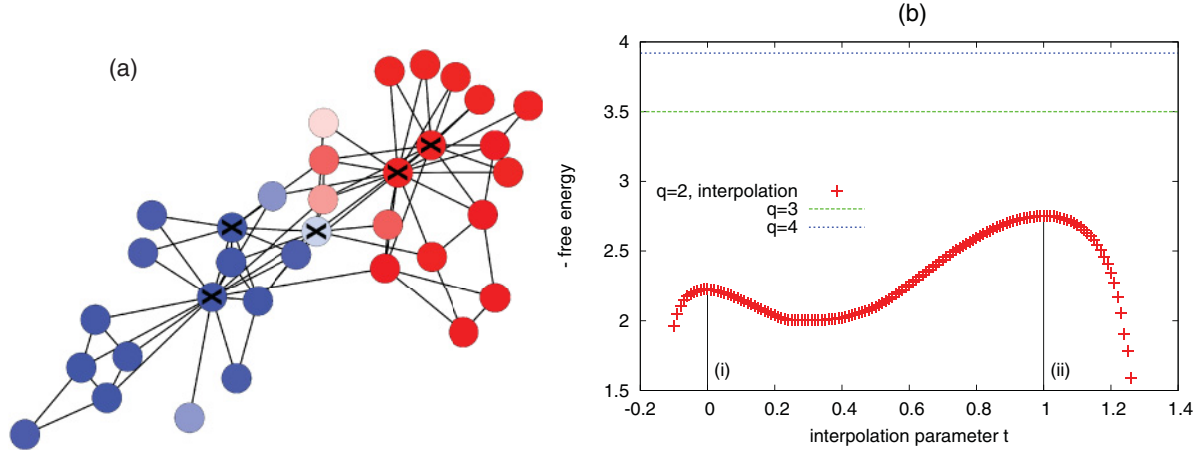 (a)
(b)
- free energy
4
3.5
3
2.5
2
1.5
q=2, interpolation
q=3
q=4
(i)
(ii)
-0.2
0
0.2
0.4
0.6
0.8
1
1.2
1.4
interpolation parameter t